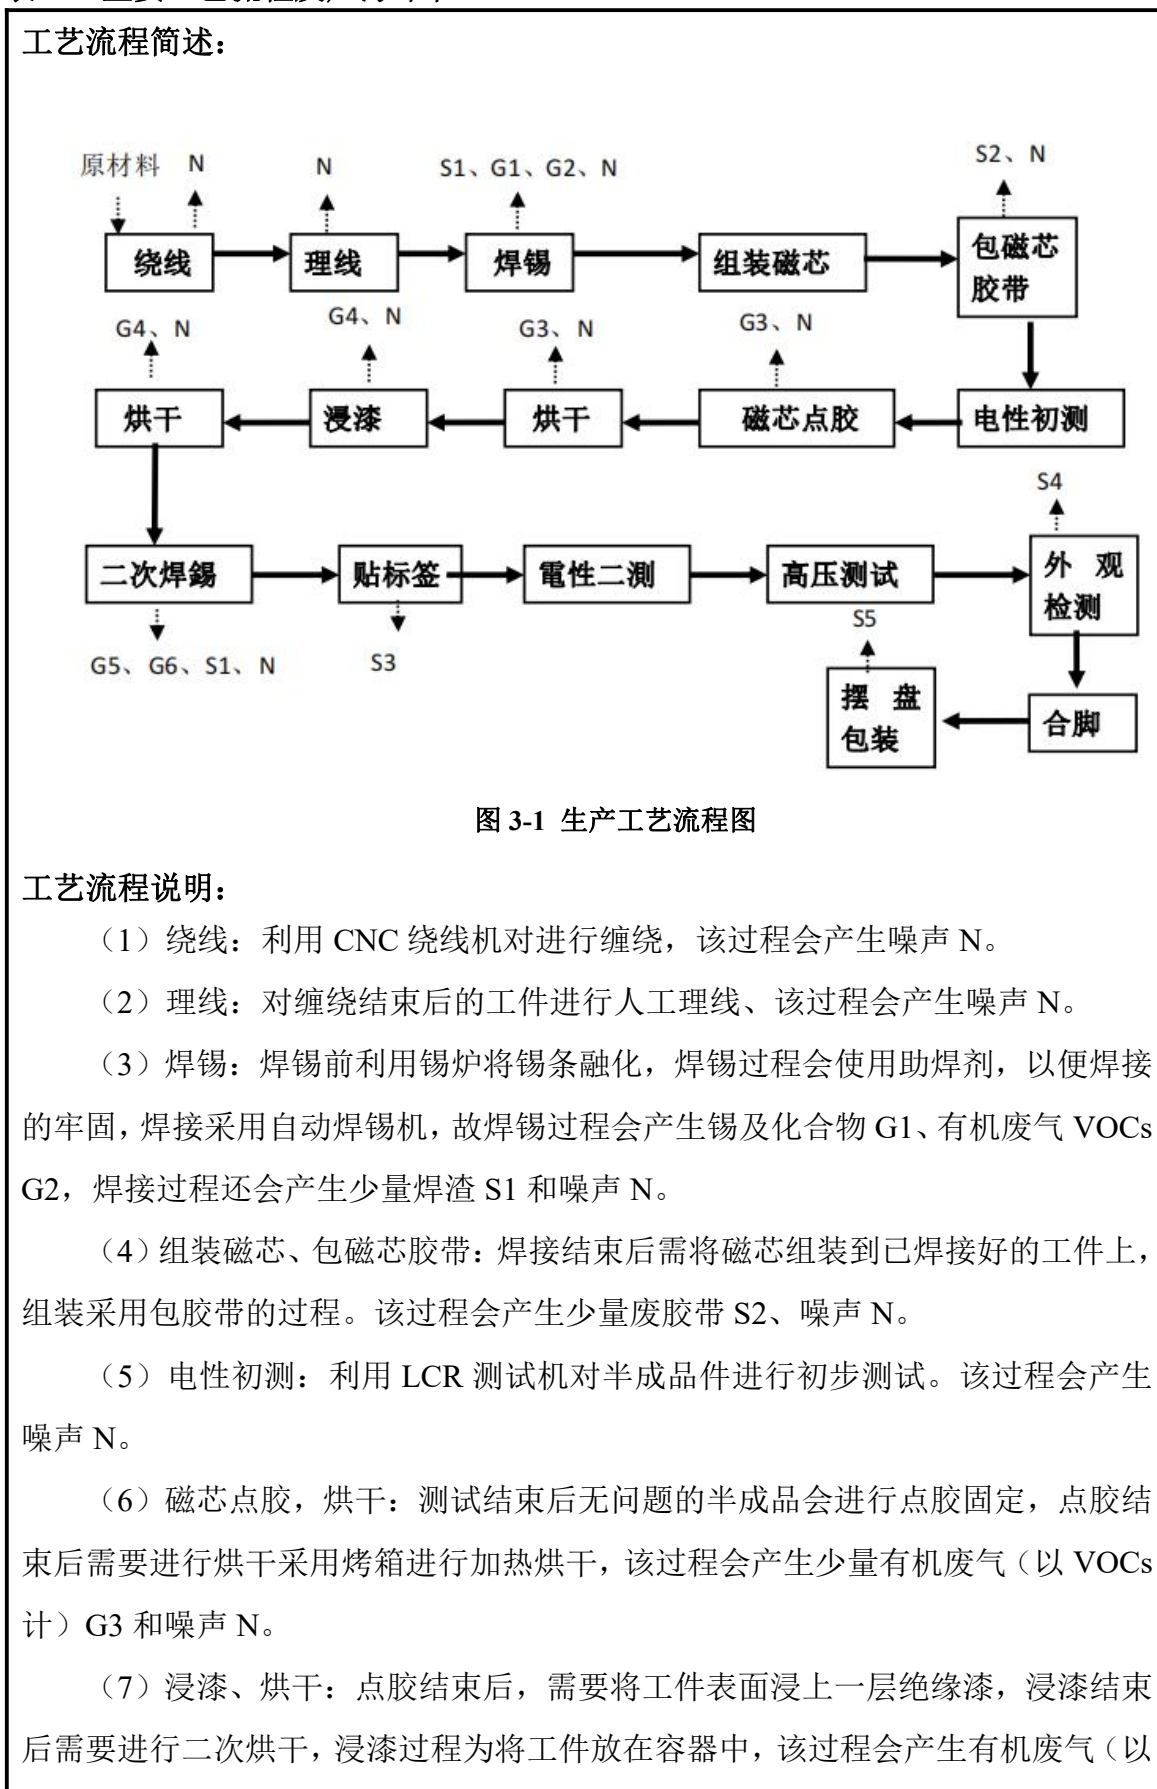 工艺流程简述：
S2、N
原材料 N N S1、G1、G2、N
绕线 理线 焊锡 组装磁芯 包磁芯
胶带
G4、N G4、N G3、N G3、N
烘干 浸漆 烘干 磁芯点胶 电性初测
S4
二次焊錫 贴标签 電性二測 高压测试 外 观
检测
S5
G5、G6、S1、N S3
摆 盘
包装 合脚
图 3-1 生产工艺流程图
工艺流程说明：
（1）绕线：利用 CNC 绕线机对进行缠绕，该过程会产生噪声 N。
（2）理线：对缠绕结束后的工件进行人工理线、该过程会产生噪声 N。
（3）焊锡：焊锡前利用锡炉将锡条融化，焊锡过程会使用助焊剂，以便焊接
的牢固，焊接采用自动焊锡机，故焊锡过程会产生锡及化合物 G1、有机废气 VOCs
G2，焊接过程还会产生少量焊渣 S1 和噪声 N。
（4）组装磁芯、包磁芯胶带：焊接结束后需将磁芯组装到已焊接好的工件上，
组装采用包胶带的过程。该过程会产生少量废胶带 S2、噪声 N。
（5）电性初测：利用 LCR 测试机对半成品件进行初步测试。该过程会产生
噪声 N。
（6）磁芯点胶，烘干：测试结束后无问题的半成品会进行点胶固定，点胶结
束后需要进行烘干采用烤箱进行加热烘干，该过程会产生少量有机废气（以 VOCs
计）G3 和噪声 N。
（7）浸漆、烘干：点胶结束后，需要将工件表面浸上一层绝缘漆，浸漆结束
后需要进行二次烘干，浸漆过程为将工件放在容器中，该过程会产生有机废气（以